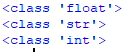 <class 'float'>
<class 'str'>
<class 'int'>